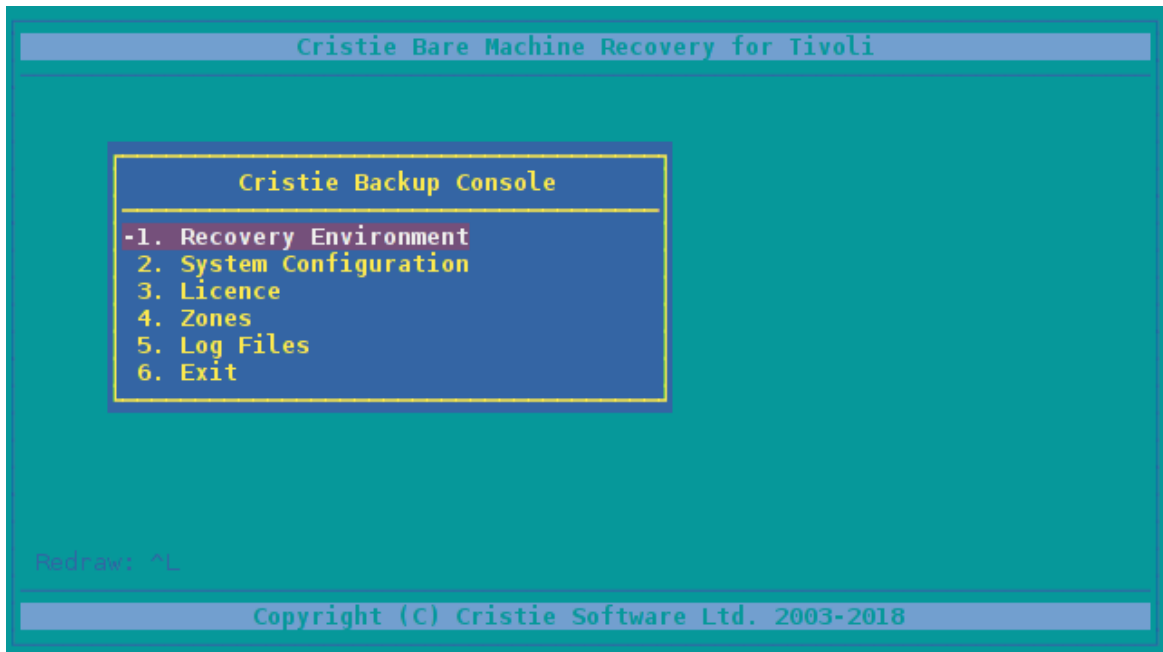 Cristie Bare Machine Recovery for Tivoli
Cristie Backup Console
-1. Recovery Environment
2. System Configuration
3. Licence
4. Zones
5. Log Files
6. Exit
Redraw: ^L
Copyright (C) Cristie Software Ltd. 2003-2018